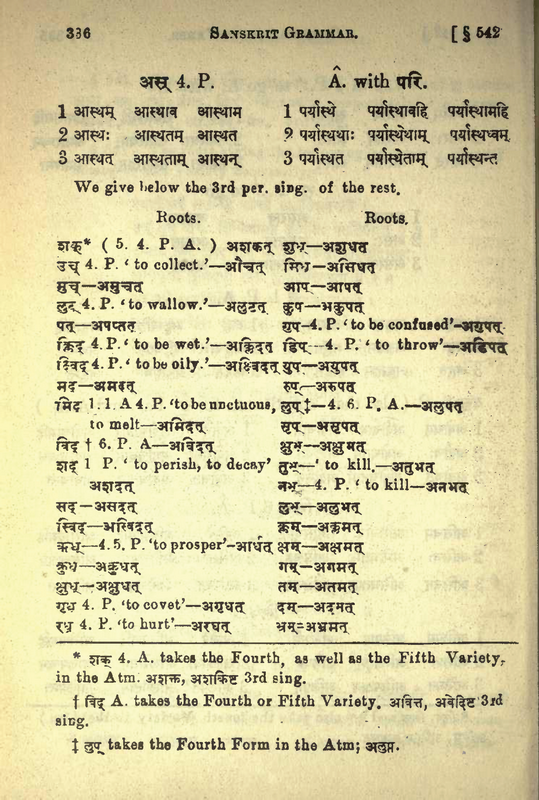 336 SANSKRIT GRAMMAR. [ § 542
अस् 4. P. Â. with परि.
1 आस्थम् आस्थाव आस्थाम 1 पर्यास्थे पर्यास्थावहि पर्यास्थामहि
2 आस्थः आस्थतम् आस्थत 2 पर्यास्थथाः पर्यास्थेथाम् पर्यास्थध्वम्
3 आस्थत् आस्थताम् आस्थन् 3 पर्यास्थत पर्यास्थेताम् पर्यास्थन्त
We give below the 3rd per. sing. of the rest.
Roots. Roots.
शक्* ( 5. 4. P. A. ) अशकत् शुध्—अशुधत्
उच् 4. P. ‘ to collect.’—औचत् सिध—असिधत्
मुच्—अमुचत् आप—आपत्
लुट् 4. P. ‘to wallow.’—अलुटत् कुप—अकुपत्
पत्—अपप्तत् गुप-4. P. ‘to be confused’-अगुपत्
क्लिद् 4. P. ‘to be wet.’—अक्लिदत् डिप्— 4. P. ‘ to throw’—अडिपत्
क्ष्विद् 4. P. ‘ to be oily.’—अक्ष्विदत् युप—अयुपत्
मद—अमदत् रुप्—अरुपत्
मिद् 1. 1. A 4. P. ‘to be unctuous, लुप् ‡—4. 6. P. A.—अलुपत्
to melt—अमिदत् सृप—असृपत्
विद् † 6. P. A—अविदत् क्षुभ्—अक्षुभत्
शद् 1 P. ‘ to perish, to decay’ तुभ्—‘ to kill.—अतुभत्
अशदत् नभ्—4. P. ‘ to kill—अनभत्
सद्—असदत् लुभ्—अलुभत्
स्विद्—अस्विदत् क्रम्—अक्रमत्
ऋध्—4.5. P. ‘to prosper’-आर्धत् क्षम्—अक्षमत्
क्रुध—अक्रुधत् गम्—अगमत्
क्षुध्—अक्षुधत् तम्—अतमत्
गृध 4. P. ‘to covet’—अगृधत् दम्—अदमत्
रध् 4. P. ‘to hurt’—अरधत् भ्रम्=अभ्रमत्
* शक् 4. A. takes the Fourth, as well as the Fifth Variety,
in the Atm. अशक्त, अशकिष्ट 3rd sing.
† विद् A. takes the Fourth or Fifth Variety. अवित्त, अवेदिष्ट 3rd
sing.
‡ लुप् takes the Fourth Form in the Atm; अलुप्त.